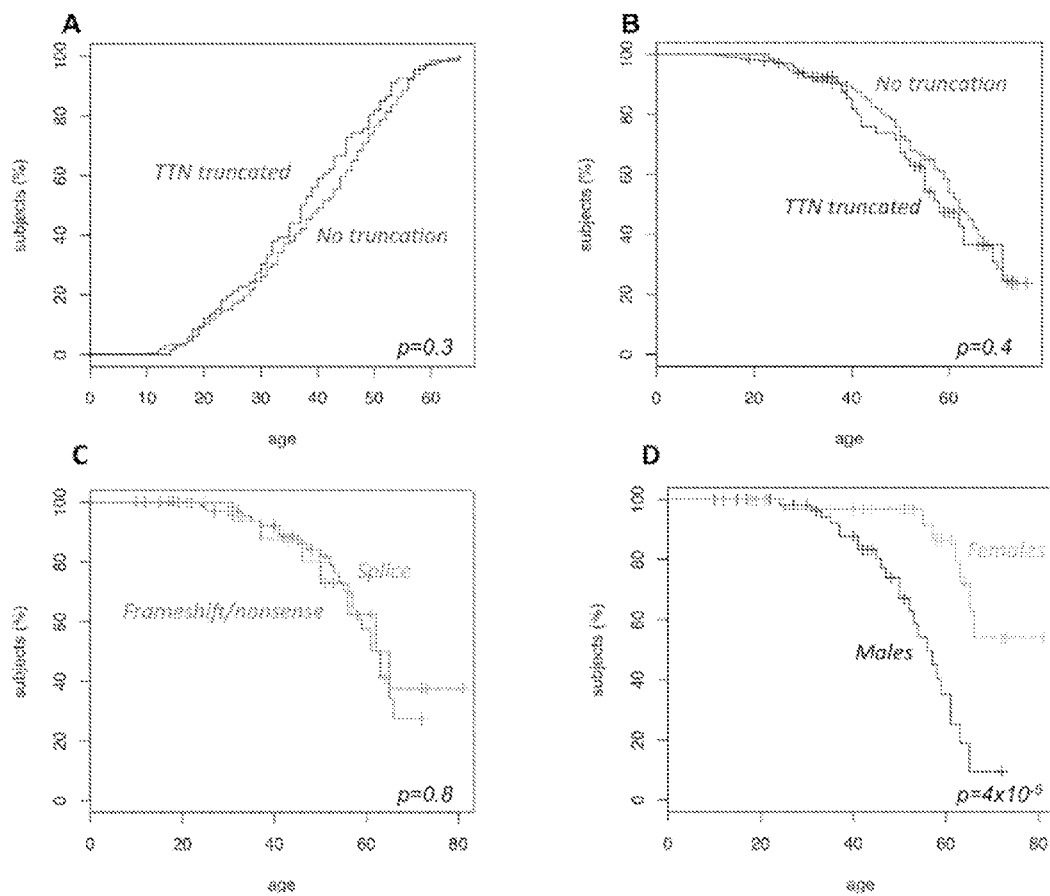 A
subjects (%)
0 20 40 60 80 100
TTN truncated
No truncation
p=0.3
0 10 20 30 40 50 60
age
B
subjects (%)
0 20 40 60 80 100
No truncation
TTN truncated
p=0.4
0 20 40 60
age
C
subjects (%)
0 20 40 60 80 100
Splice
Frameshift/nonsense
p=0.8
0 20 40 60 80
age
D
subjects (%)
0 20 40 60 80 100
Females
Males
0 20 40 60 80
age